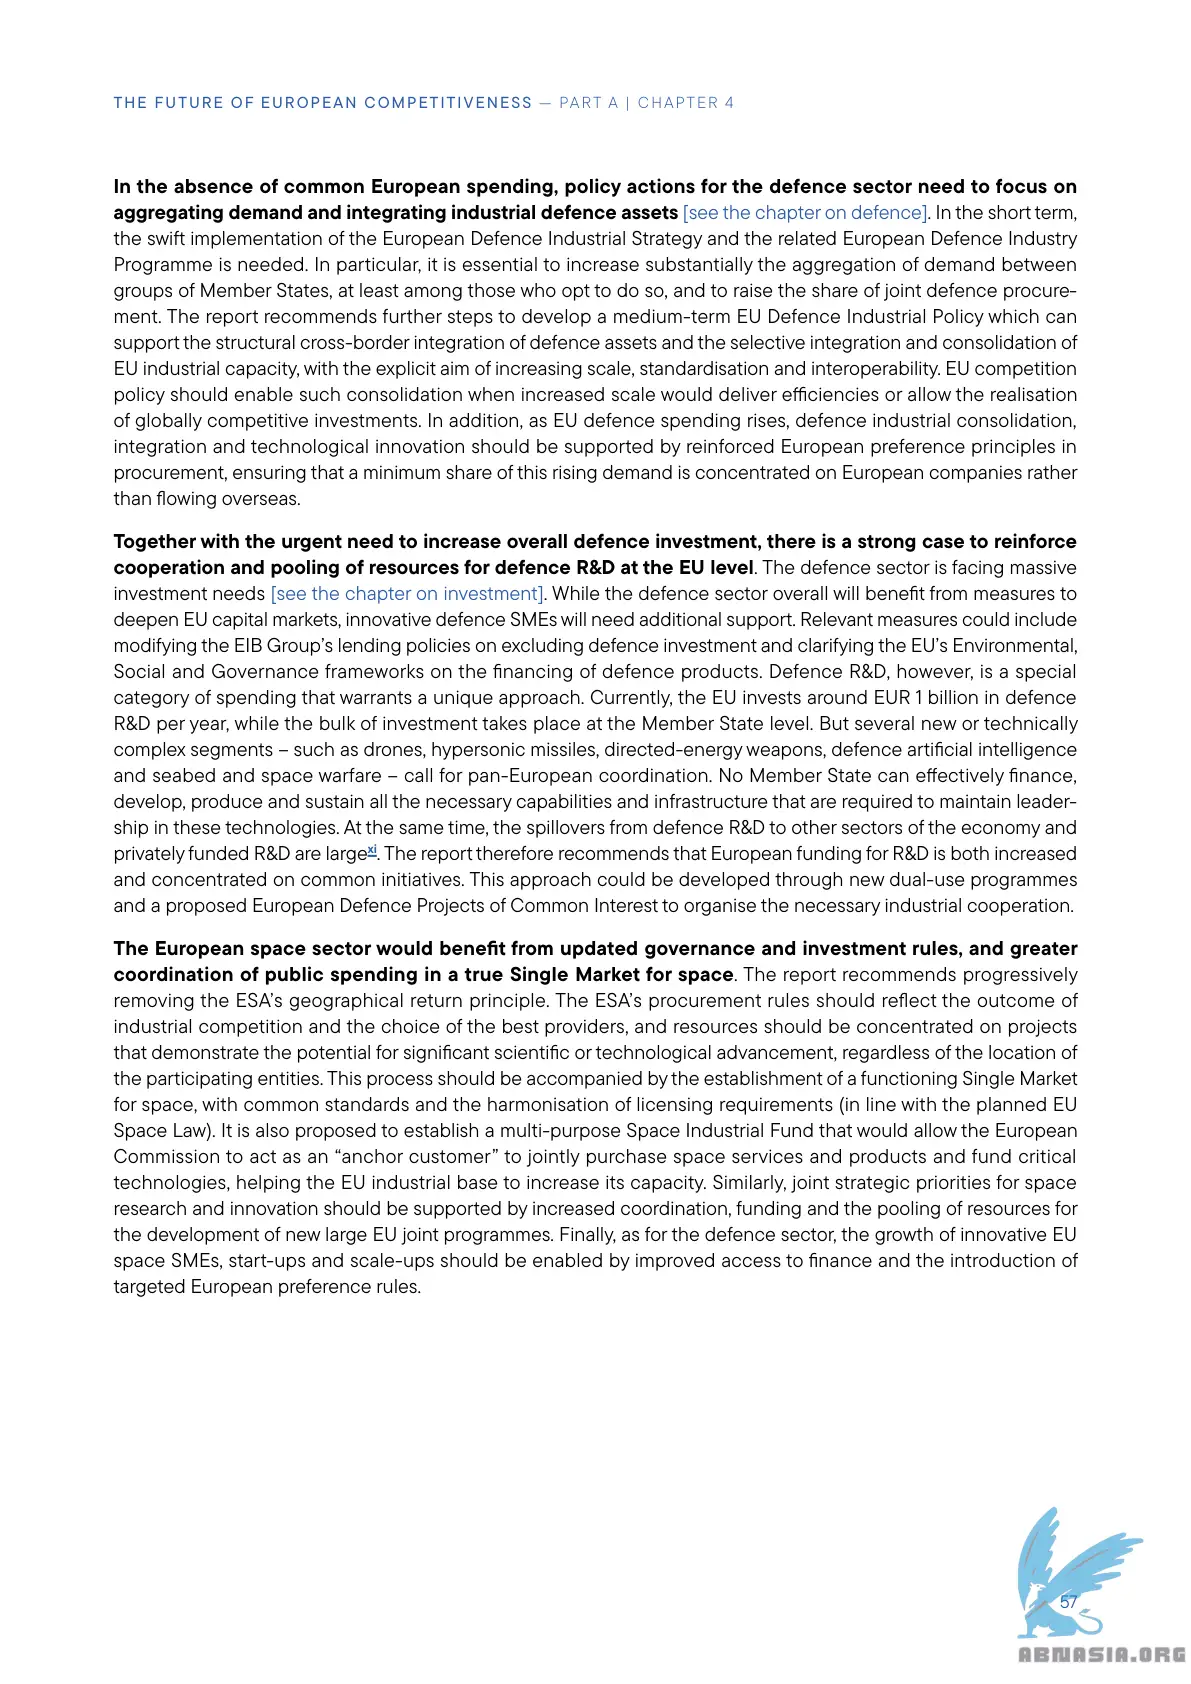 THE FUTURE OF EUROPEAN COMPETITIVENESS — PART A | CHAPTER 4
In the absence of common European spending, policy actions for the defence sector need to focus on
aggregating demand and integrating industrial defence assets [see the chapter on defence]. In the short term,
the swift implementation of the European Defence Industrial Strategy and the related European Defence Industry
Programme is needed. In particular, it is essential to increase substantially the aggregation of demand between
groups of Member States, at least among those who opt to do so, and to raise the share of joint defence procure-
ment. The report recommends further steps to develop a medium-term EU Defence Industrial Policy which can
support the structural cross-border integration of defence assets and the selective integration and consolidation of
EU industrial capacity, with the explicit aim of increasing scale, standardisation and interoperability. EU competition
policy should enable such consolidation when increased scale would deliver efficiencies or allow the realisation
of globally competitive investments. In addition, as EU defence spending rises, defence industrial consolidation,
integration and technological innovation should be supported by reinforced European preference principles in
procurement, ensuring that a minimum share of this rising demand is concentrated on European companies rather
than flowing overseas.
Together with the urgent need to increase overall defence investment, there is a strong case to reinforce
cooperation and pooling of resources for defence R&D at the EU level. The defence sector is facing massive
investment needs [see the chapter on investment]. While the defence sector overall will benefit from measures to
deepen EU capital markets, innovative defence SMEs will need additional support. Relevant measures could include
modifying the EIB Group's lending policies on excluding defence investment and clarifying the EU's Environmental,
Social and Governance frameworks on the financing of defence products. Defence R&D, however, is a special
category of spending that warrants a unique approach. Currently, the EU invests around EUR 1 billion in defence
R&D per year, while the bulk of investment takes place at the Member State level. But several new or technically
complex segments – such as drones, hypersonic missiles, directed-energy weapons, defence artificial intelligence
and seabed and space warfare – call for pan-European coordination. No Member State can effectively finance,
develop, produce and sustain all the necessary capabilities and infrastructure that are required to maintain leader-
ship in these technologies. At the same time, the spillovers from defence R&D to other sectors of the economy and
privately funded R&D are large xi. The report therefore recommends that European funding for R&D is both increased
and concentrated on common initiatives. This approach could be developed through new dual-use programmes
and a proposed European Defence Projects of Common Interest to organise the necessary industrial cooperation.
The European space sector would benefit from updated governance and investment rules, and greater
coordination of public spending in a true Single Market for space. The report recommends progressively
removing the ESA's geographical return principle. The ESA's procurement rules should reflect the outcome of
industrial competition and the choice of the best providers, and resources should be concentrated on projects
that demonstrate the potential for significant scientific or technological advancement, regardless of the location of
the participating entities. This process should be accompanied by the establishment of a functioning Single Market
for space, with common standards and the harmonisation of licensing requirements (in line with the planned EU
Space Law). It is also proposed to establish a multi-purpose Space Industrial Fund that would allow the European
Commission to act as an “anchor customer” to jointly purchase space services and products and fund critical
technologies, helping the EU industrial base to increase its capacity. Similarly, joint strategic priorities for space
research and innovation should be supported by increased coordination, funding and the pooling of resources for
the development of new large EU joint programmes. Finally, as for the defence sector, the growth of innovative EU
space SMEs, start-ups and scale-ups should be enabled by improved access to finance and the introduction of
targeted European preference rules.
57
ABNASIA.ORG